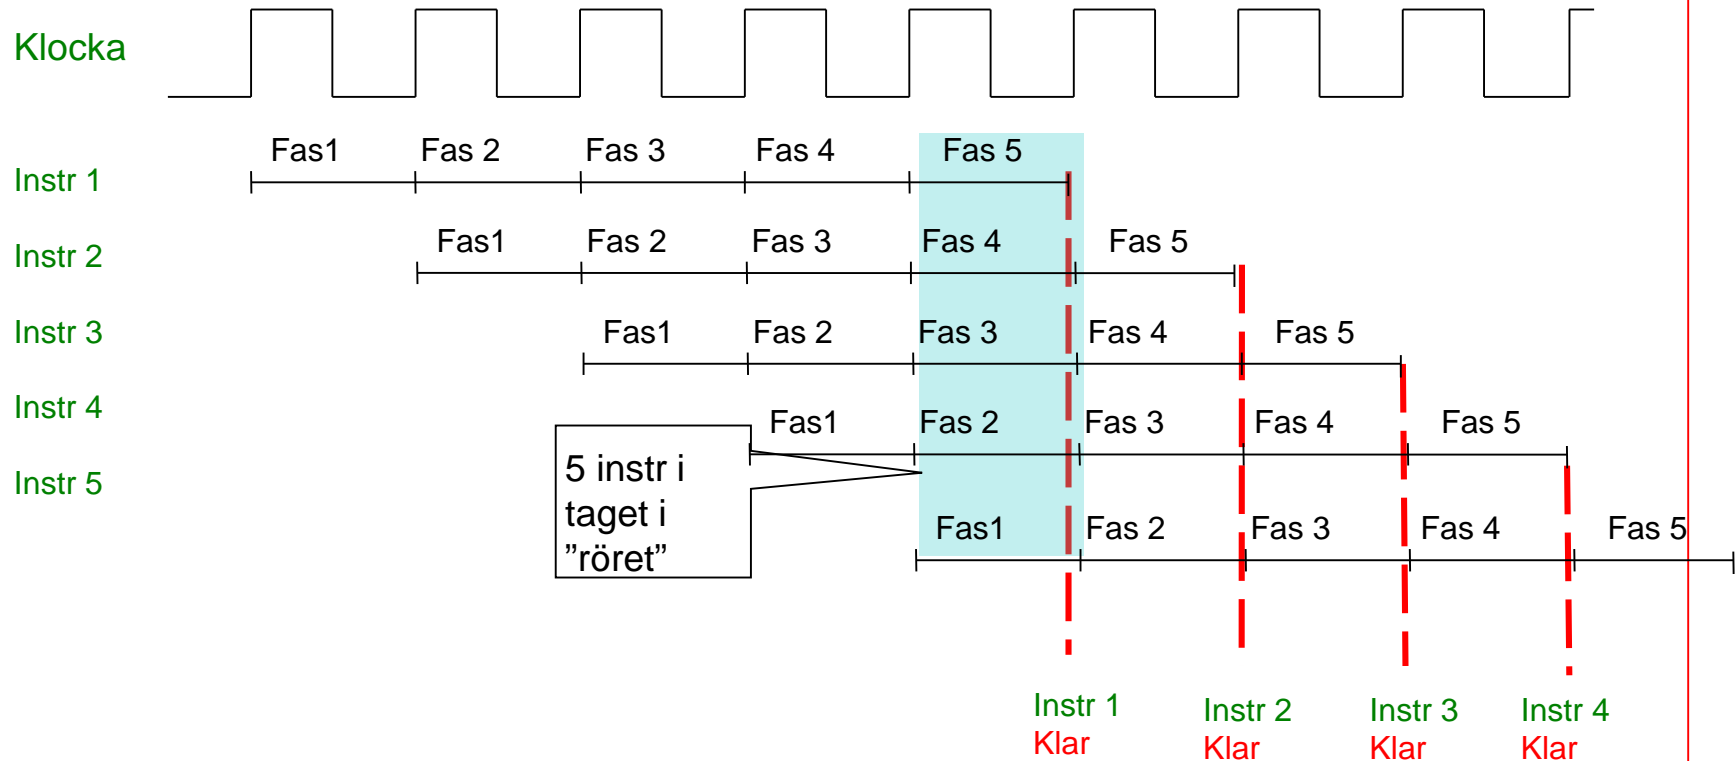 Klocka
Fas1 Fas 2 Fas 3 Fas 4 Fas 5
Instr 1
Fas1 Fas 2 Fas 3 Fas 4 Fas 5
Instr 2
Fas1 Fas 2 Fas 3 Fas 4 Fas 5
Instr 3
Fas1 Fas 2 Fas 3 Fas 4 Fas 5
Instr 4
5 instr i
taget i
”röret”
Instr 5
Fas1 Fas 2 Fas 3 Fas 4 Fas 5
Instr 1
Klar
Instr 2
Klar
Instr 3
Klar
Instr 4
Klar